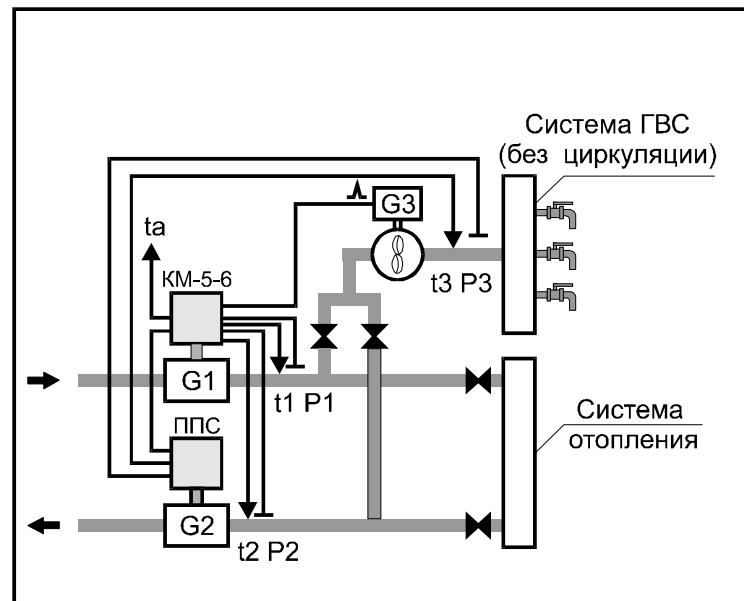 Система ГВС
(без циркуляции)
G3
ta
КМ-5-6
t3 P3
G1
t1 P1
ППС
Система
отопления
G2
t2 P2